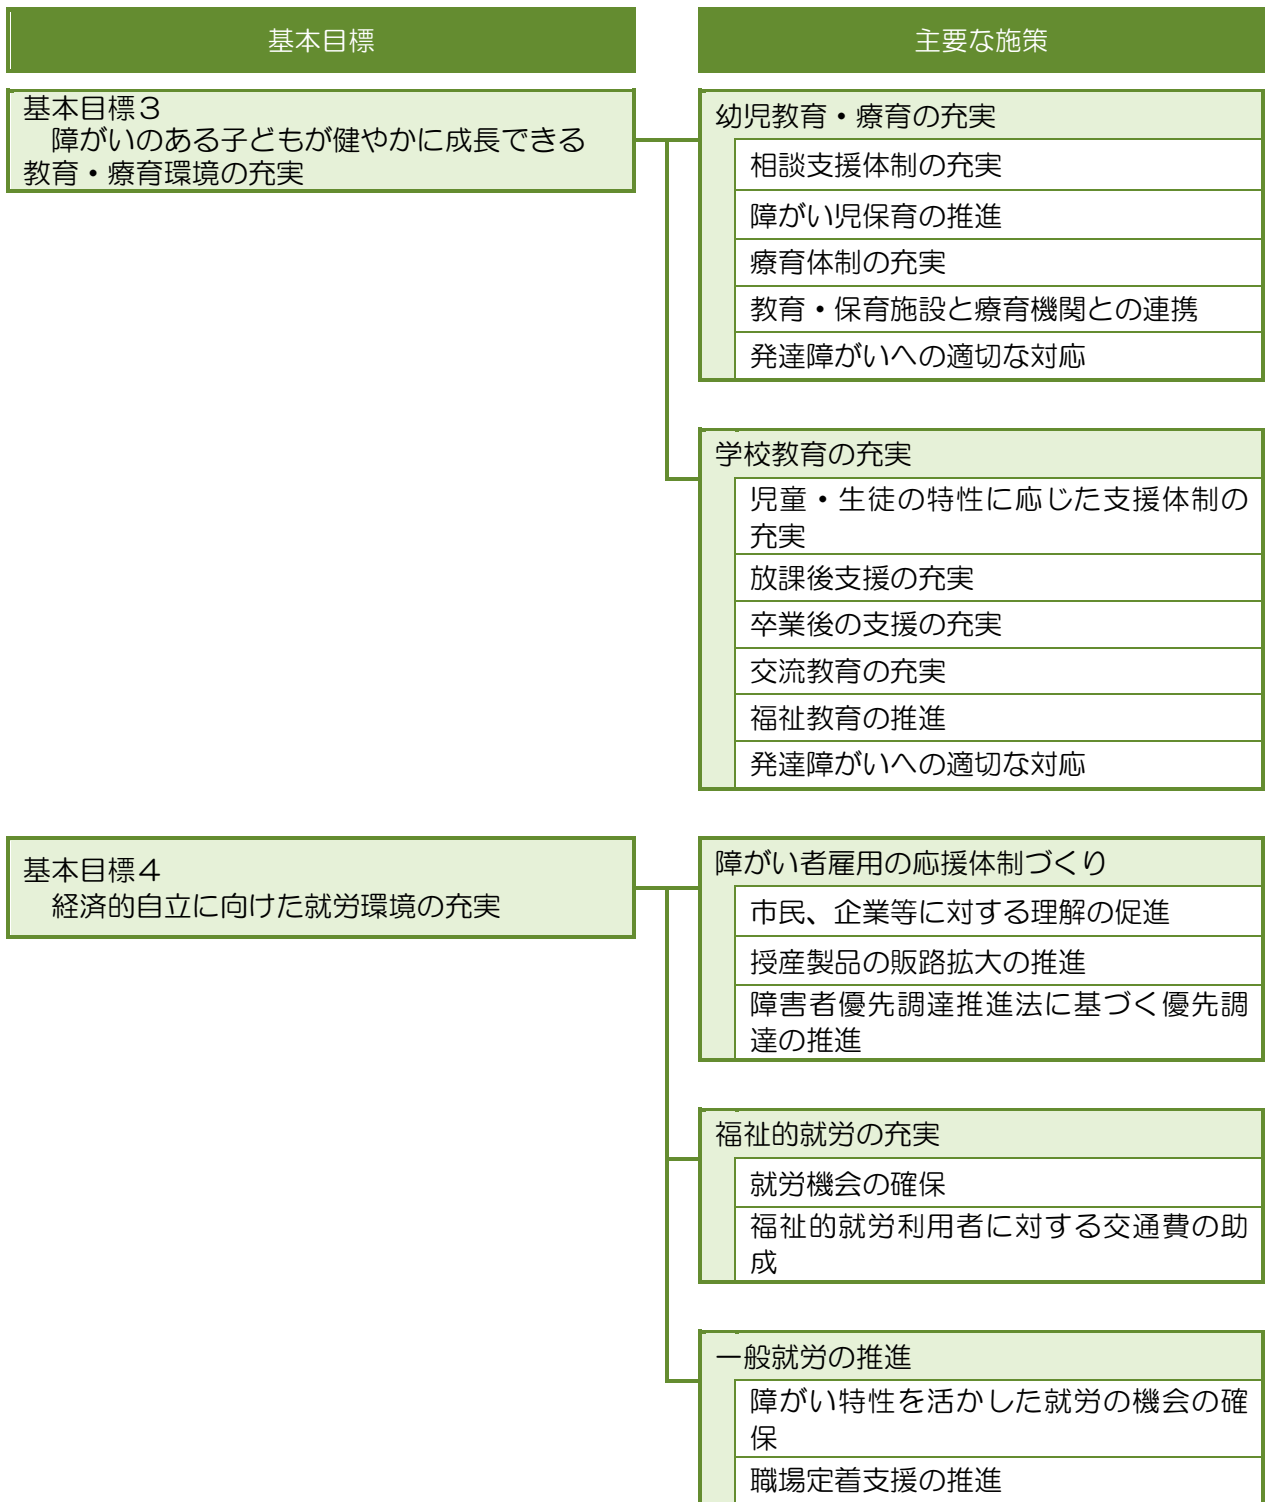 基本目標
主要な施策
基本目標３
障がいのある子どもが健やかに成長できる
教育・療育環境の充実
幼児教育・療育の充実
相談支援体制の充実
障がい児保育の推進
療育体制の充実
教育・保育施設と療育機関との連携
発達障がいへの適切な対応
学校教育の充実
児童・生徒の特性に応じた支援体制の
充実
放課後支援の充実
卒業後の支援の充実
交流教育の充実
福祉教育の推進
発達障がいへの適切な対応
基本目標４
経済的自立に向けた就労環境の充実
障がい者雇用の応援体制づくり
市民、企業等に対する理解の促進
授産製品の販路拡大の推進
障害者優先調達推進法に基づく優先調
達の推進
福祉的就労の充実
就労機会の確保
福祉的就労利用者に対する交通費の助
成
一般就労の推進
障がい特性を活かした就労の機会の確
保
職場定着支援の推進